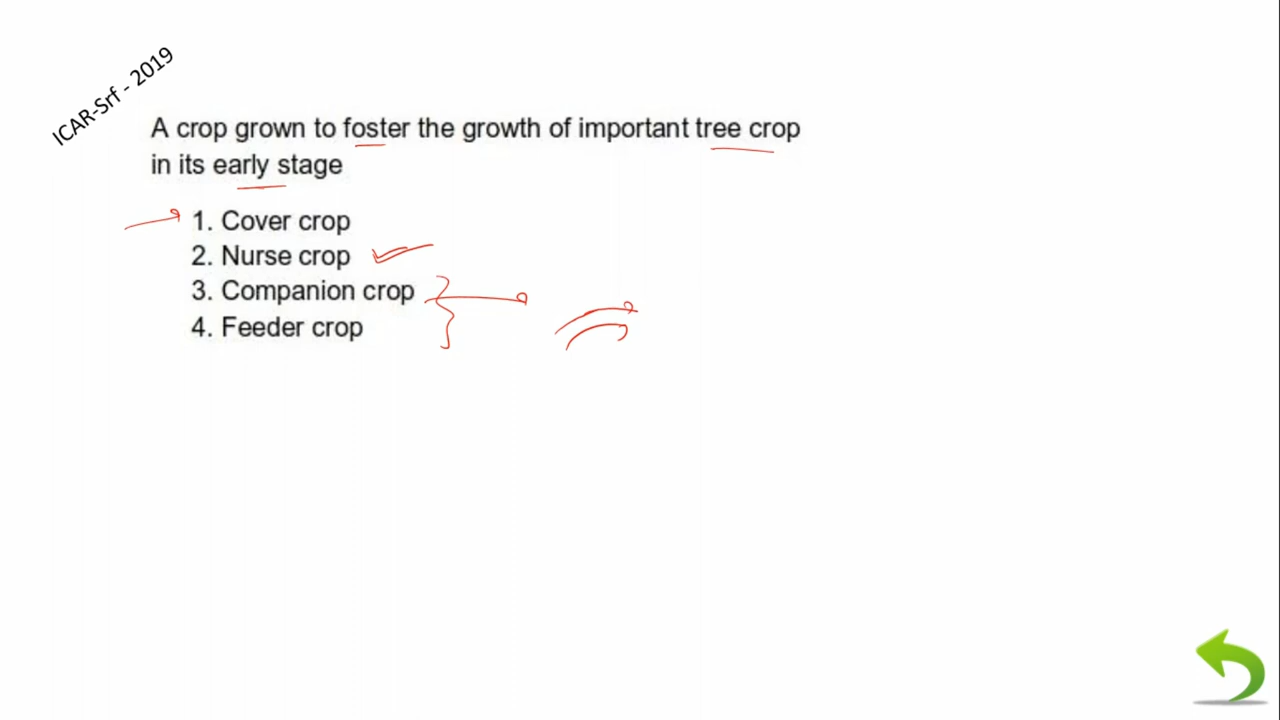 ICAR-Srf - 2019
A crop grown to foster the growth of important tree crop
in its early stage
1. Cover crop
2. Nurse crop
3. Companion crop
4. Feeder crop